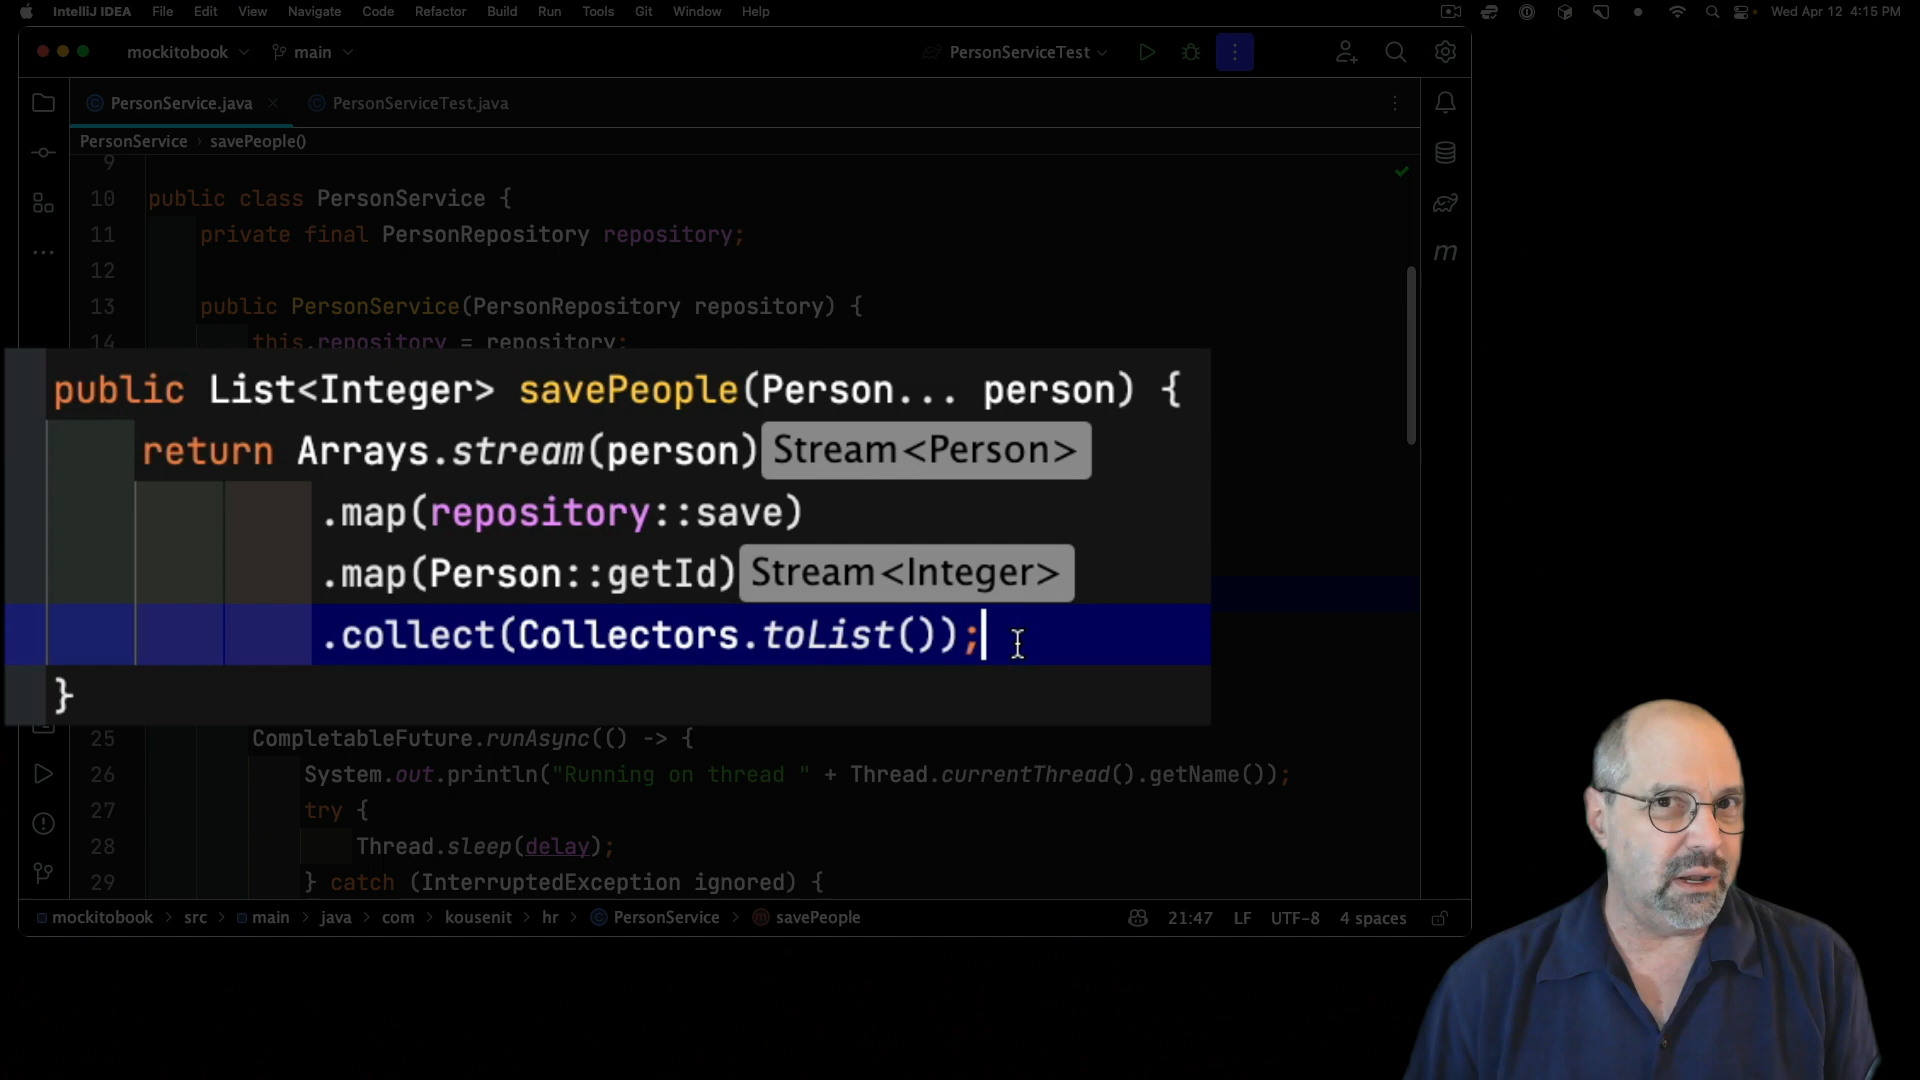 IntelliJ IDEA File Edit View Navigate Code Refactor Build Run Tools Git Window Help Wed Apr 12 4:15 PM
mockitobook main PersonServiceTest
PersonService.java PersonServiceTest.java
PersonService savePeople()
9
10 public class PersonService {
11 private final PersonRepository repository;
12
13 public PersonService(PersonRepository repository) {
14 this.repository = repository;
public List<Integer> savePeople(Person... person) {
return Arrays.stream(person) Stream<Person>
.map(repository::save)
.map(Person::getId) Stream<Integer>
.collect(Collectors.toList());
}
25 CompletableFuture.runAsync(() -> {
26 System.out.println("Running on thread " + Thread.currentThread().getName());
27 try {
28 Thread.sleep(delay);
29 } catch (InterruptedException ignored) {
mockitobook src main java com kousenit hr PersonService savePeople 21:47 LF UTF-8 4 spaces